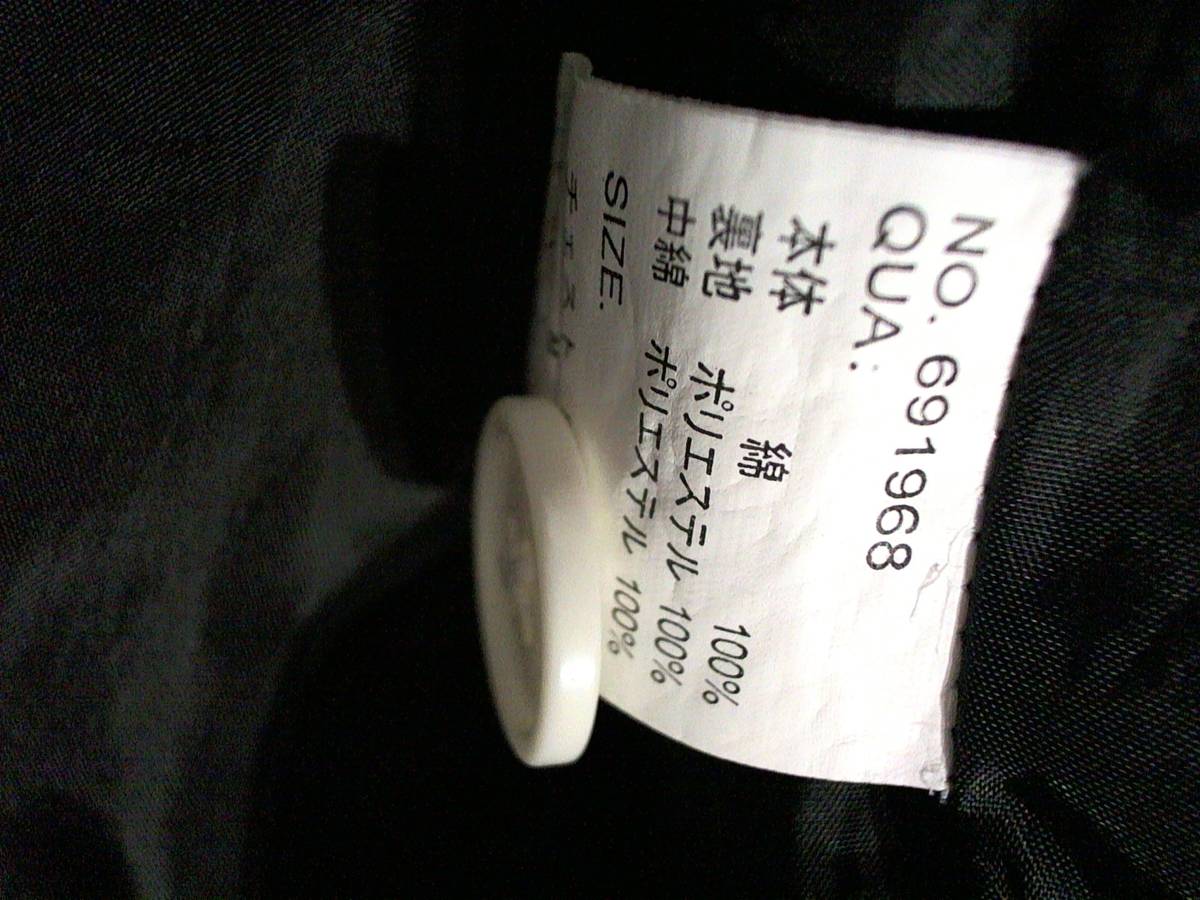 NO. 691968
QUA:
本体 綿 100%
裏地 ポリエステル 100%
中綿 ポリエステル 100%
SIZE.